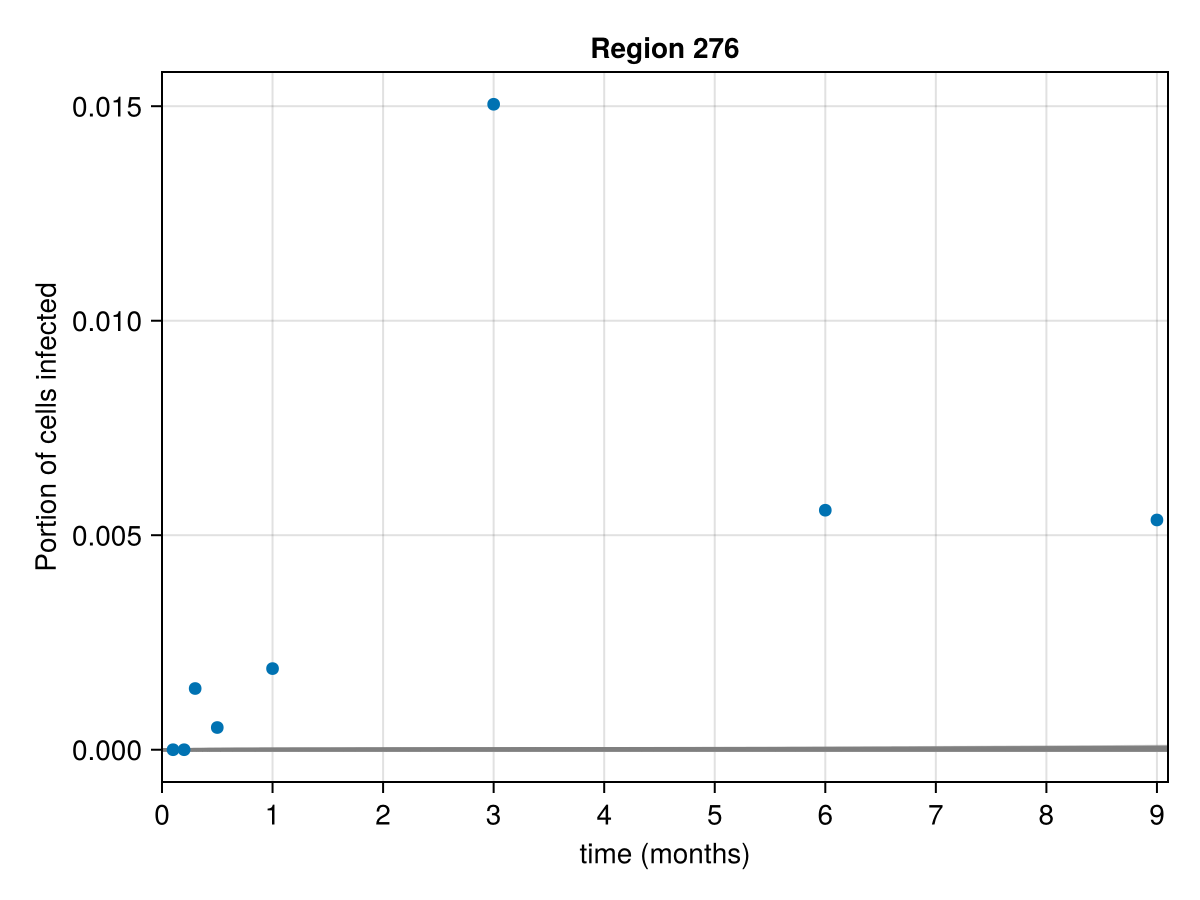 Region 276
0.015
0.010
0.005
0.000
Portion of cells infected
0 1 2 3 4 5 6 7 8 9
time (months)